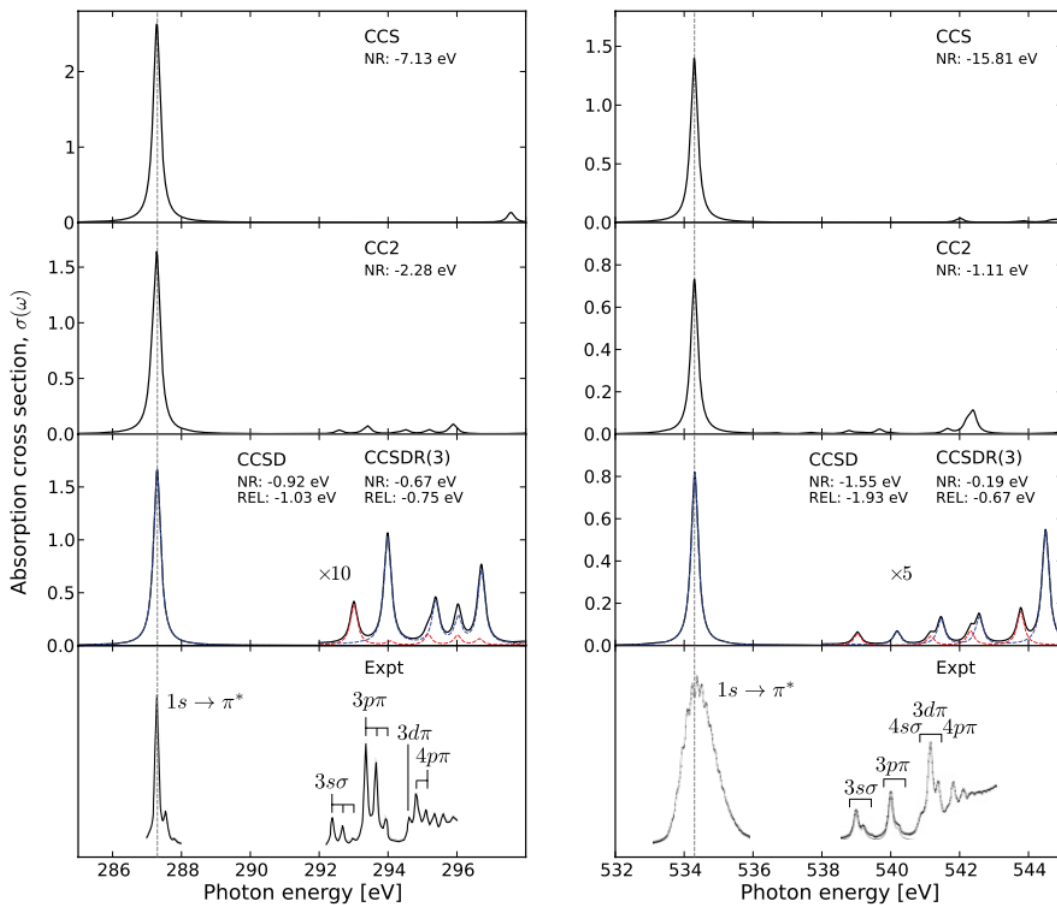 Absorption cross section, σ(ω)
CCS
NR: -7.13 eV
2
1
0
CC2
NR: -2.28 eV
1.5
1.0
0.5
0.0
CCSD
NR: -0.92 eV
REL: -1.03 eV
CCSDR(3)
NR: -0.67 eV
REL: -0.75 eV
×10
1.5
1.0
0.5
0.0
Expt
1s → π*
3sσ
3pπ
3dπ
4pπ
286 288 290 292 294 296
Photon energy [eV]
CCS
NR: -15.81 eV
1.5
1.0
0.5
0.0
CC2
NR: -1.11 eV
0.8
0.6
0.4
0.2
0.0
CCSD
NR: -1.55 eV
REL: -1.93 eV
CCSDR(3)
NR: -0.19 eV
REL: -0.67 eV
×5
0.8
0.6
0.4
0.2
0.0
Expt
1s → π*
3sσ
3pπ
3dπ
4sσ 4pπ
532 534 536 538 540 542 544
Photon energy [eV]